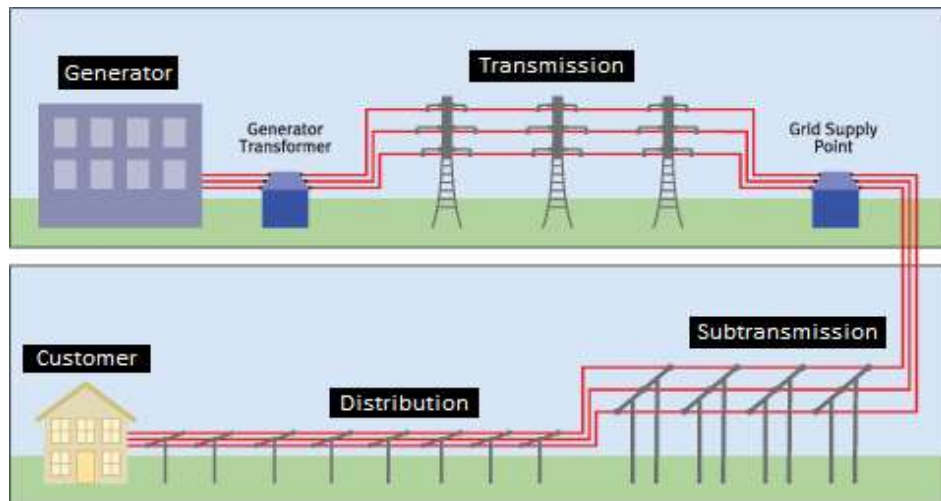 Generator
Transmission
Generator
Transformer
Grid Supply
Point
Subtransmission
Customer
Distribution